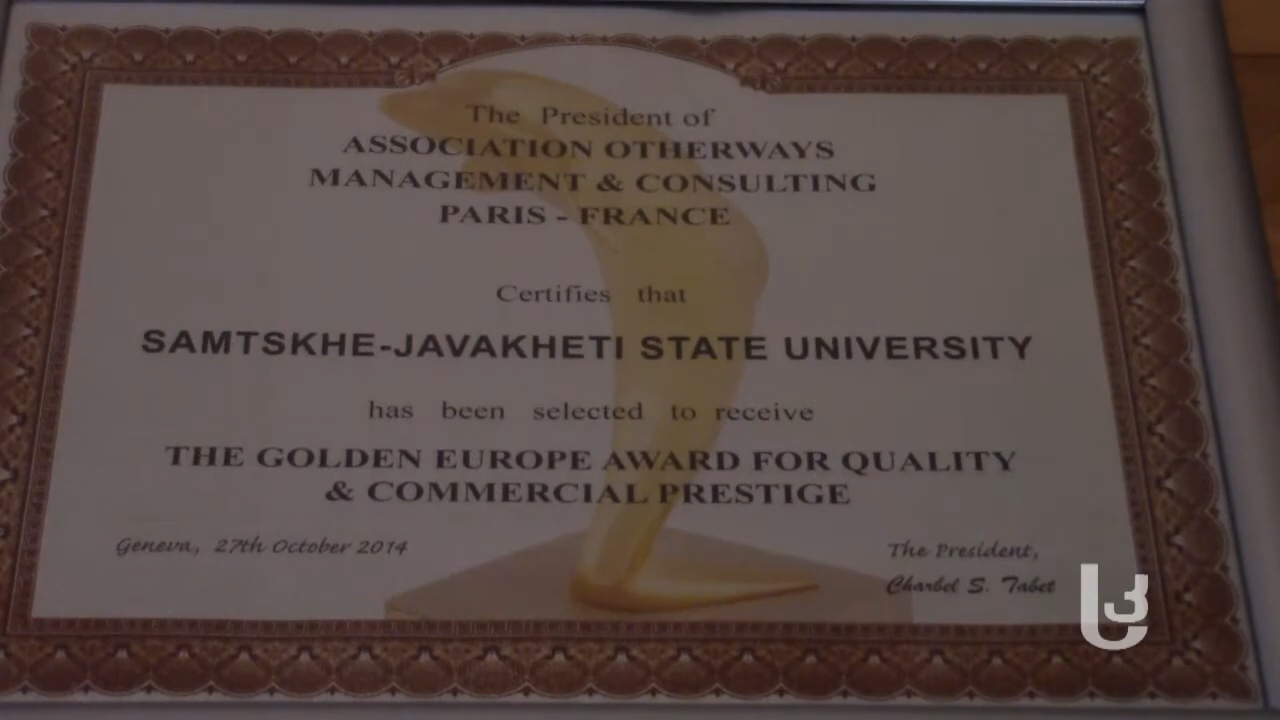 The President of
ASSOCIATION OTHERWAYS
MANAGEMENT & CONSULTING
PARIS - FRANCE
Certifies that
SAMTSKHE-JAVAKHETI STATE UNIVERSITY
has been selected to receive
THE GOLDEN EUROPE AWARD FOR QUALITY
& COMMERCIAL PRESTIGE
Geneva, 27th October 2014
The President,
Charbel S. Tabet